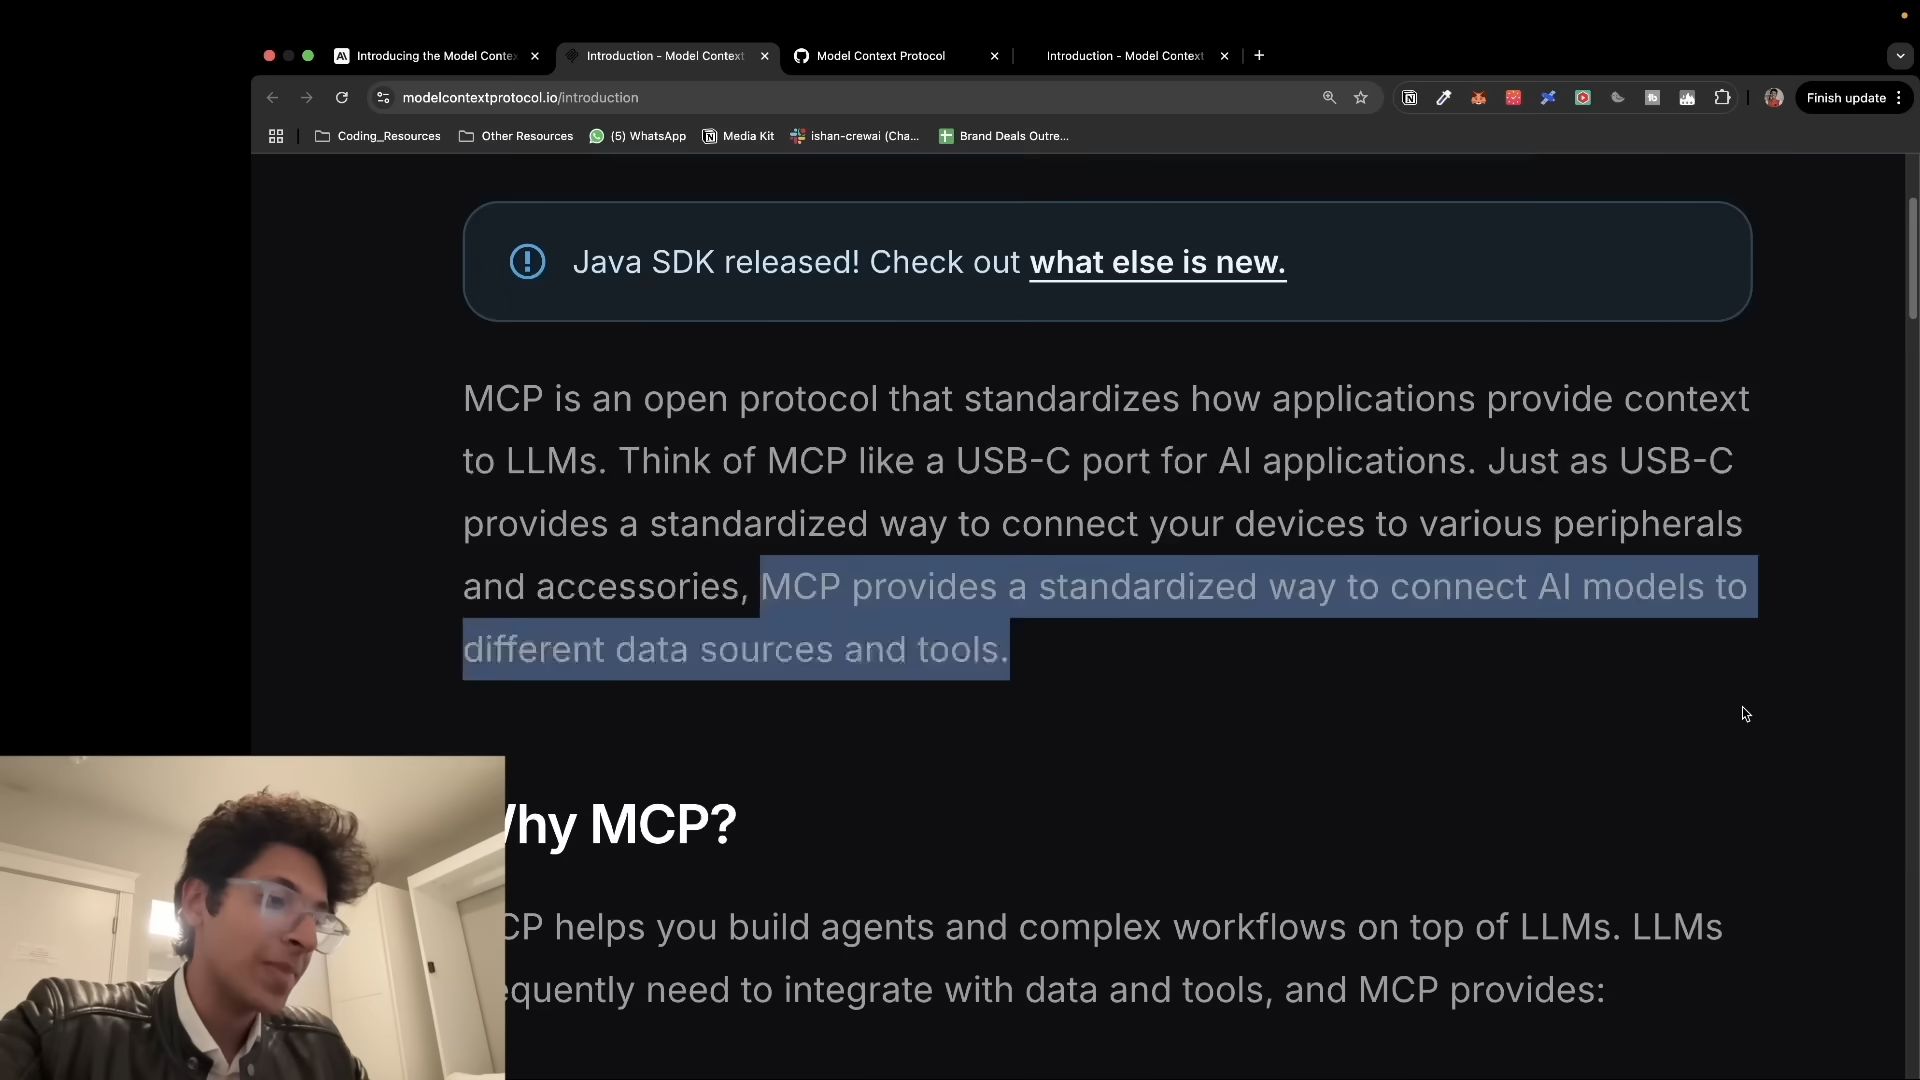 Introducing the Model Conte
Introduction - Model Context
Model Context Protocol
Introduction - Model Context
modelcontextprotocol.io/introduction
Finish update
Coding_Resources
Other Resources
(5) WhatsApp
Media Kit
ishan-crewai (Cha...
Brand Deals Outre...
Java SDK released! Check out what else is new.
MCP is an open protocol that standardizes how applications provide context
to LLMs. Think of MCP like a USB-C port for AI applications. Just as USB-C
provides a standardized way to connect your devices to various peripherals
and accessories, MCP provides a standardized way to connect AI models to
different data sources and tools.
Why MCP?
CP helps you build agents and complex workflows on top of LLMs. LLMs
equently need to integrate with data and tools, and MCP provides: